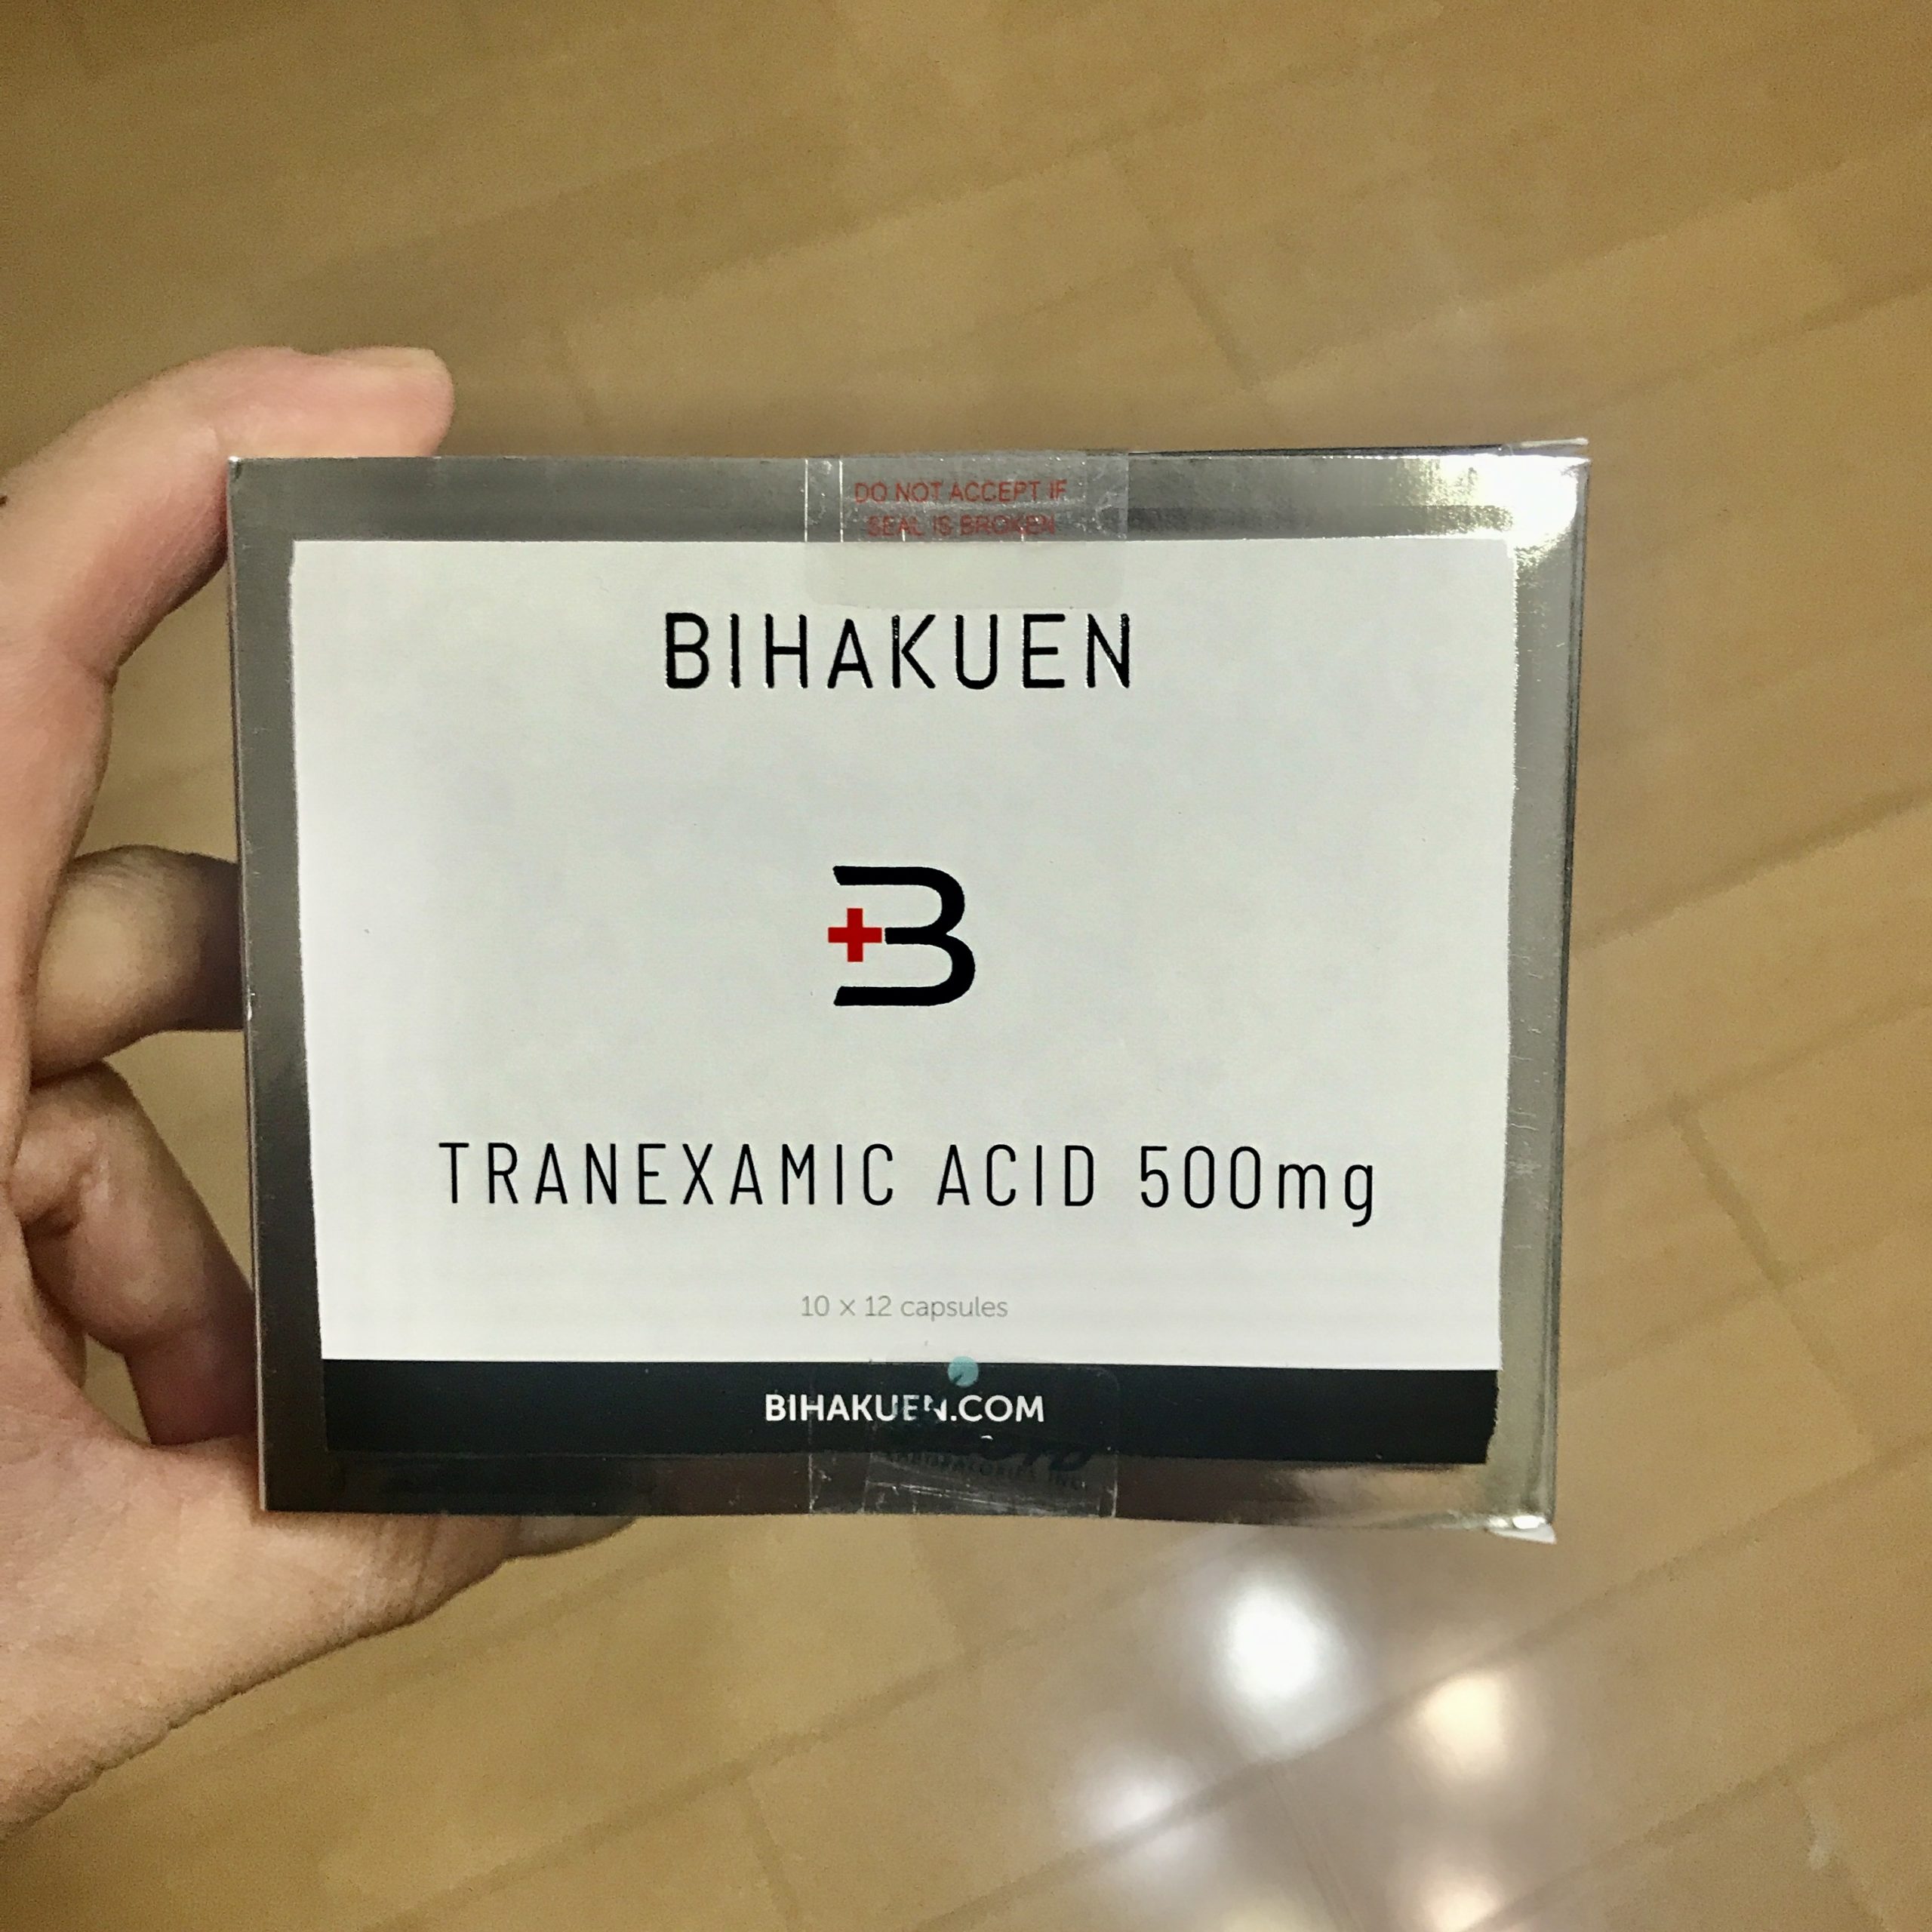 DO NOT ACCEPT IF
SEAL IS BROKEN
BIHAKUEN
B
TRANEXAMIC ACID 500mg
10 × 12 capsules
BIHAKUEN.COM